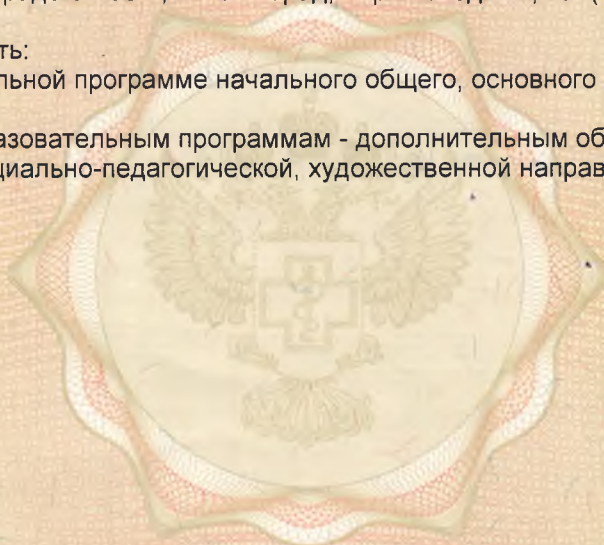 ть:
льной программе начального общего, основного
азовательным программам - дополнительным об
циально-педагогической, художественной направ